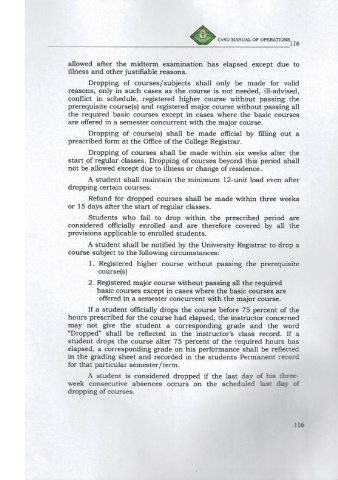 CvSU MANUAL OF OPERATIONS
116
allowed after the midterm examination has elapsed except due to
illness and other justifiable reasons.
Dropping of courses/subjects shall only be made for valid
reasons, only in such cases as the course is not needed, ill-advised,
conflict in schedule, registered higher course without passing the
prerequisite course(s) and registered major course without passing all
the required basic courses except in cases where the basic courses
are offered in a semester concurrent with the major course.
Dropping of course(s) shall be made official by filling out a
prescribed form at the Office of the College Registrar.
Dropping of courses shall be made within six weeks after the
start of regular classes. Dropping of courses beyond this period shall
not be allowed except due to illness or change of residence.
A student shall maintain the minimum 12-unit load even after
dropping certain courses.
Refund for dropped courses shall be made within three weeks
or 15 days after the start of regular classes.
Students who fail to drop within the prescribed period are
considered officially enrolled and are therefore covered by all the
provisions applicable to enrolled students.
A student shall be notified by the University Registrar to drop a
course subject to the following circumstances:
1. Registered higher course without passing the prerequisite
course(s)
2. Registered major course without passing all the required
basic courses except in cases where the basic courses are
offered in a semester concurrent with the major course.
If a student officially drops the course before 75 percent of the
hours prescribed for the course had elapsed, the instructor concerned
may not give the student a corresponding grade and the word
"Dropped" shall be reflected in the instructor's class record. If a
student drops the course after 75 percent of the required hours has
elapsed, a corresponding grade on his performance shall be reflected
in the grading sheet and recorded in the students Permanent record
for that particular semester/term.
A student is considered dropped if the last day of his three-
week consecutive absences occurs on the scheduled last day of
dropping of courses.
116